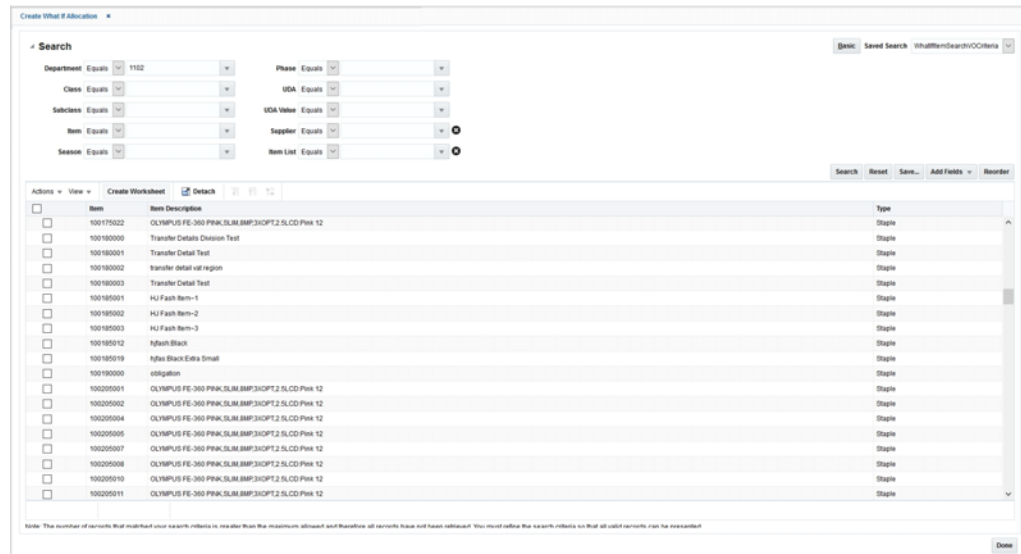 Create What If Allocation
Search
Basic Saved Search WhatIfItemSearchVOCriteria
Department Equals 1102 Phase Equals
Class Equals UDA Equals
Subclass Equals UDA Value Equals
Item Equals Supplier Equals
Season Equals Item List Equals
Search Reset Save... Add Fields Reorder
Actions View Create Worksheet Detach
Item Item Description Type
100175022 OLYMPUS FE-360 PINK,SLIM,8MP,3XOPT,2.5LCD:Pink 12 Staple
100180000 Transfer Details Division Test Staple
100180001 Transfer Detail Test Staple
100180002 transfer detail vat region Staple
100180003 Transfer Detail Test Staple
100185001 HJ Fash Item~1 Staple
100185002 HJ Fash Item~2 Staple
100185003 HJ Fash Item~3 Staple
100185012 hjfash:Black Staple
100185019 hjfas:Black:Extra Small Staple
100190000 obligation Staple
100205001 OLYMPUS FE-360 PINK,SLIM,8MP,3XOPT,2.5LCD:Pink 12 Staple
100205002 OLYMPUS FE-360 PINK,SLIM,8MP,3XOPT,2.5LCD:Pink 12 Staple
100205004 OLYMPUS FE-360 PINK,SLIM,8MP,3XOPT,2.5LCD:Pink 12 Staple
100205005 OLYMPUS FE-360 PINK,SLIM,8MP,3XOPT,2.5LCD:Pink 12 Staple
100205007 OLYMPUS FE-360 PINK,SLIM,8MP,3XOPT,2.5LCD:Pink 12 Staple
100205008 OLYMPUS FE-360 PINK,SLIM,8MP,3XOPT,2.5LCD:Pink 12 Staple
100205010 OLYMPUS FE-360 PINK,SLIM,8MP,3XOPT,2.5LCD:Pink 12 Staple
100205011 OLYMPUS FE-360 PINK,SLIM,8MP,3XOPT,2.5LCD:Pink 12 Staple
Note: The number of records that matched your search criteria is greater than the maximum allowed and therefore all records have not been retrieved. You must refine the search criteria so that all valid records can be presented
Done